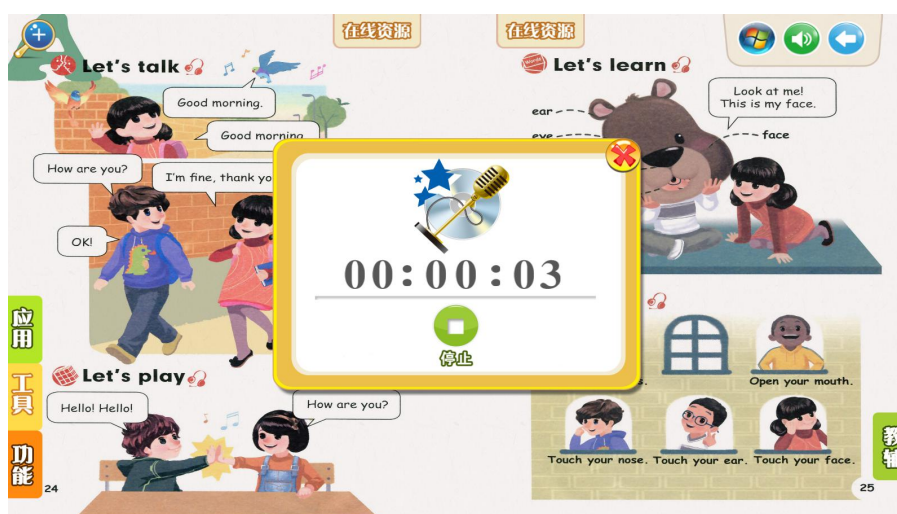 在线资源
在线资源
Let's talk
Good morning.
Good morning
How are you?
I'm fine, thank yo
OK!
Let's play
Hello! Hello!
How are you?
24
Words
Let's learn
Look at me!
This is my face.
ear
eye
face
Open your mouth.
Touch your nose.
Touch your ear.
Touch your face.
25
00:00:03
停止
应用
工具
功能
教辅